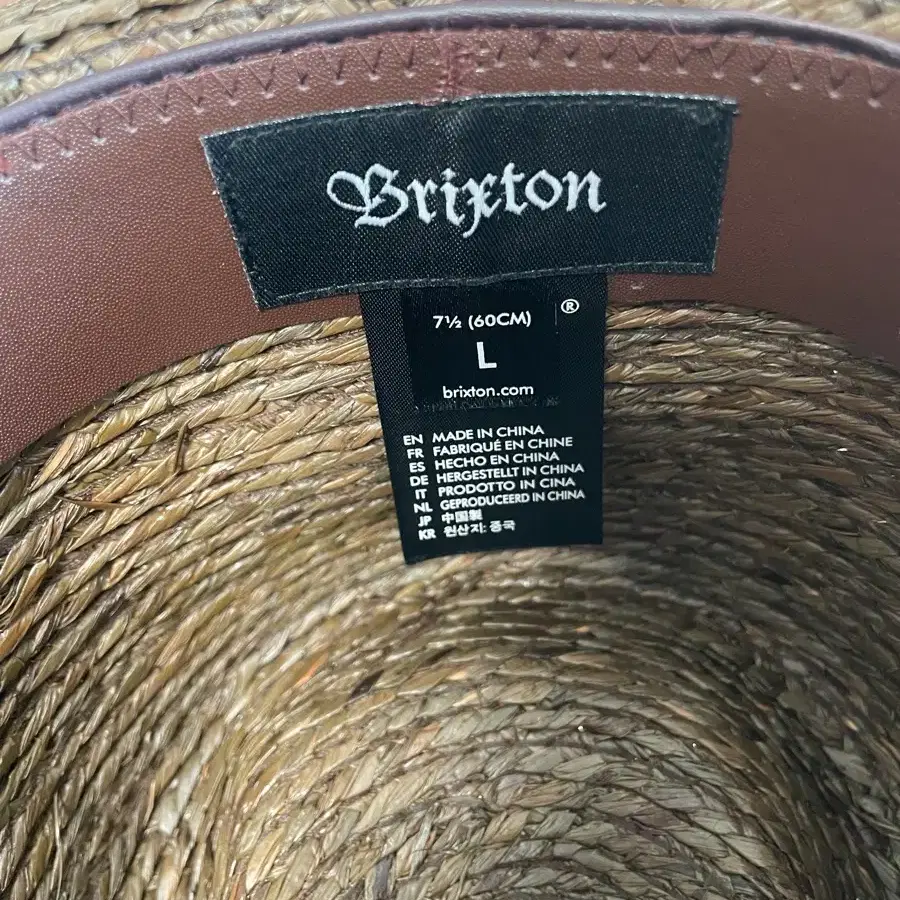 Brixton
®
7½ (60CM)
L
brixton.com
EN MADE IN CHINA
FR FABRIQUÉ EN CHINE
ES HECHO EN CHINA
DE HERGESTELLT IN CHINA
IT PRODOTTO IN CINA
NL GEPRODUCEERD IN CHINA
JP 中国製
KR 원산지: 중국